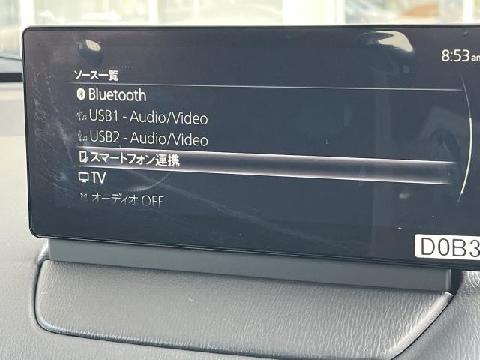 8:53am
ソース一覧
Bluetooth
USB1 - Audio/Video
USB2 - Audio/Video
スマートフォン連携
TV
オーディオ OFF
D0B3